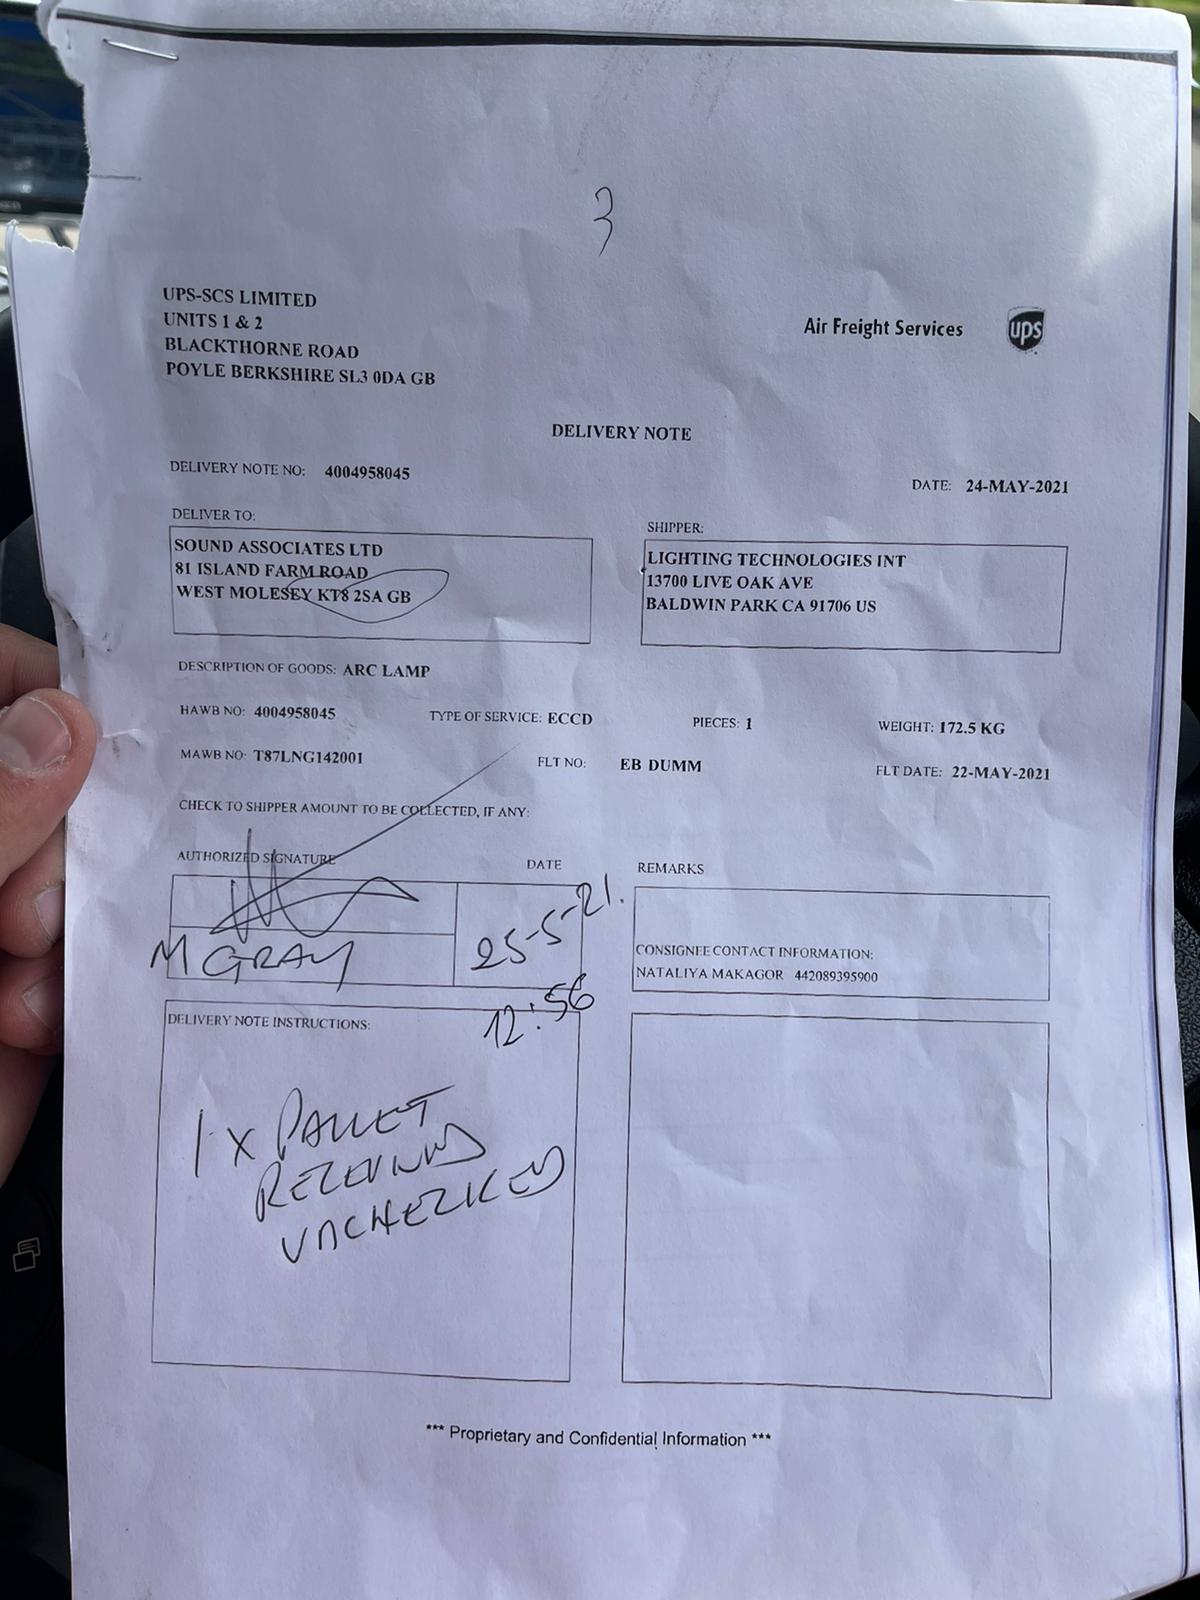 3
UPS-SCS LIMITED
UNITS 1 & 2
BLACKTHORNE ROAD
POYLE BERKSHIRE SL3 0DA GB
Air Freight Services
ups
DELIVERY NOTE
DELIVERY NOTE NO: 4004958045
DATE: 24-MAY-2021
DELIVER TO:
SOUND ASSOCIATES LTD
81 ISLAND FARM ROAD
WEST MOLESEY KT8 2SA GB
SHIPPER:
LIGHTING TECHNOLOGIES INT
13700 LIVE OAK AVE
BALDWIN PARK CA 91706 US
DESCRIPTION OF GOODS: ARC LAMP
HAWB NO: 4004958045 TYPE OF SERVICE: ECCD PIECES: 1 WEIGHT: 172.5 KG
MAWB NO: T87LNG142001 FLT NO: EB DUMM FLT DATE: 22-MAY-2021
CHECK TO SHIPPER AMOUNT TO BE COLLECTED, IF ANY:
AUTHORIZED SIGNATURE DATE
M GRAY
25-5-21.
12:56
REMARKS
CONSIGNEE CONTACT INFORMATION:
NATALIYA MAKAGOR 442089395900
DELIVERY NOTE INSTRUCTIONS:
1 x PALLET
UNCHECKED
*** Proprietary and Confidential Information ***